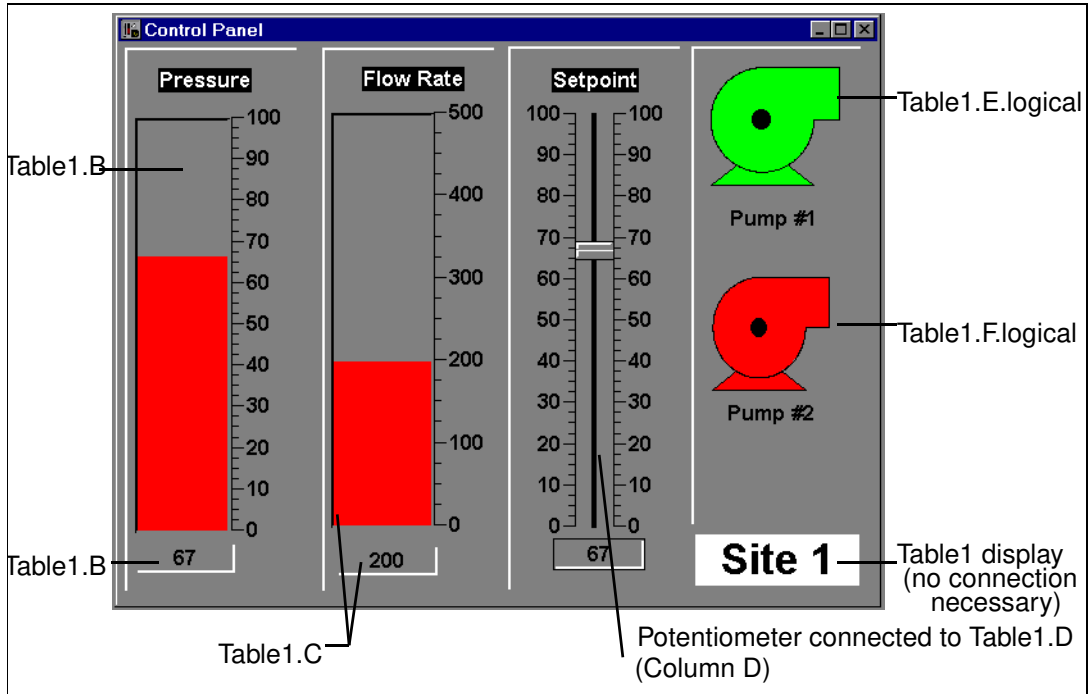 Control Panel
Pressure
Flow Rate
Setpoint
100
90
80
70
60
50
40
30
20
10
0
500
400
300
200
100
0
100
90
80
70
60
50
40
30
20
10
0
100
90
80
70
60
50
40
30
20
10
0
67
200
67
Pump #1
Pump #2
Site 1
Table1.B
Table1.B
Table1.C
Table1.E.logical
Table1.F.logical
Table1 display
(no connection
necessary)
Potentiometer connected to Table1.D
(Column D)